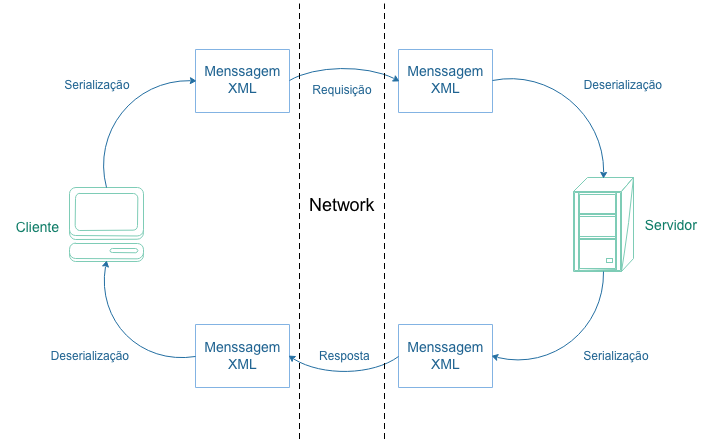 Menssagem
XML
Menssagem
XML
Serialização
Requisição
Deserialização
Network
Cliente
Servidor
Menssagem
XML
Menssagem
XML
Deserialização
Resposta
Serialização